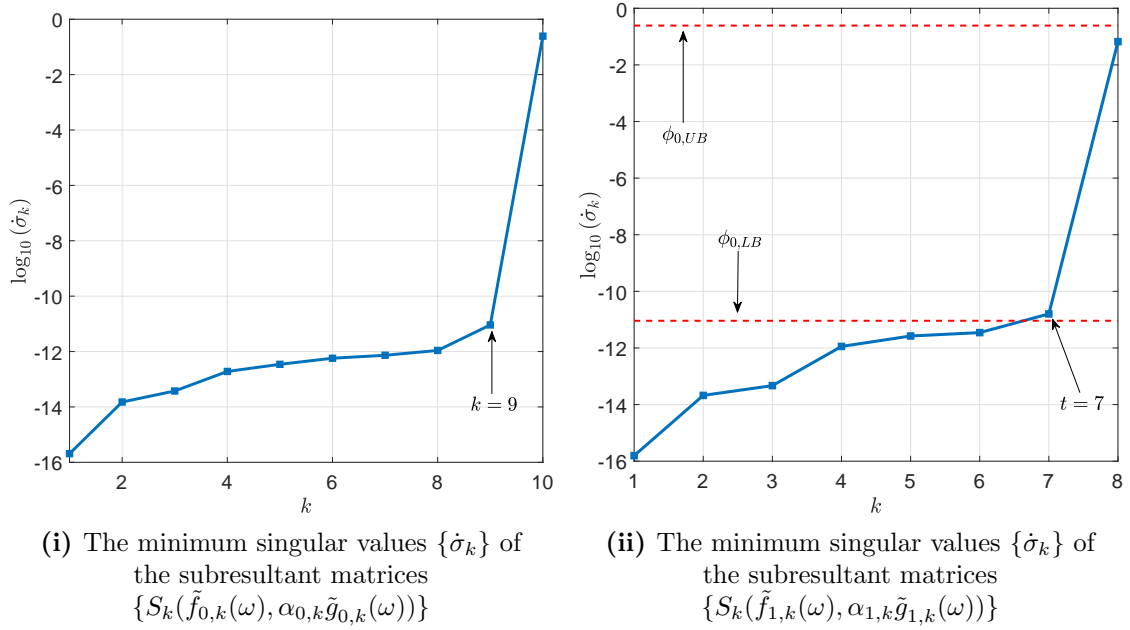 0
-2
-4
-6
-8
-10
-12
-14
-16
log₁₀(σ̇ₖ)
k = 9
2 4 6 8 10
k
(i) The minimum singular values {σ̇ₖ} of
the subresultant matrices
{Sₖ(f̃₀,ₖ(ω), α₀,ₖg̃₀,ₖ(ω))}
0
-2
-4
-6
-8
-10
-12
-14
-16
log₁₀(σ̇ₖ)
ϕ₀,UB
ϕ₀,LB
t = 7
1 2 3 4 5 6 7 8
k
(ii) The minimum singular values {σ̇ₖ} of
the subresultant matrices
{Sₖ(f̃₁,ₖ(ω), α₁,ₖg̃₁,ₖ(ω))}